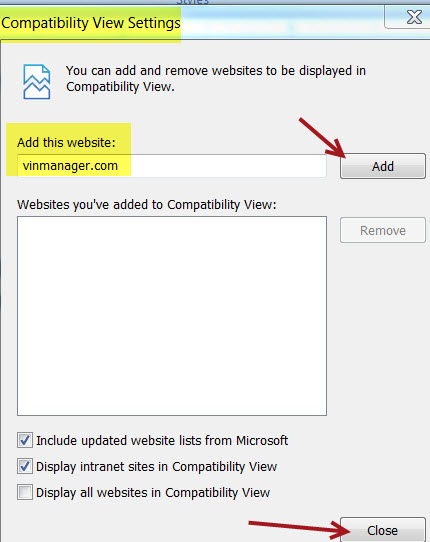 Styles
Compatibility View Settings
You can add and remove websites to be displayed in
Compatibility View.
Add this website:
vinmanager.com
Add
Websites you've added to Compatibility View:
Remove
Include updated website lists from Microsoft
Display intranet sites in Compatibility View
Display all websites in Compatibility View
Close